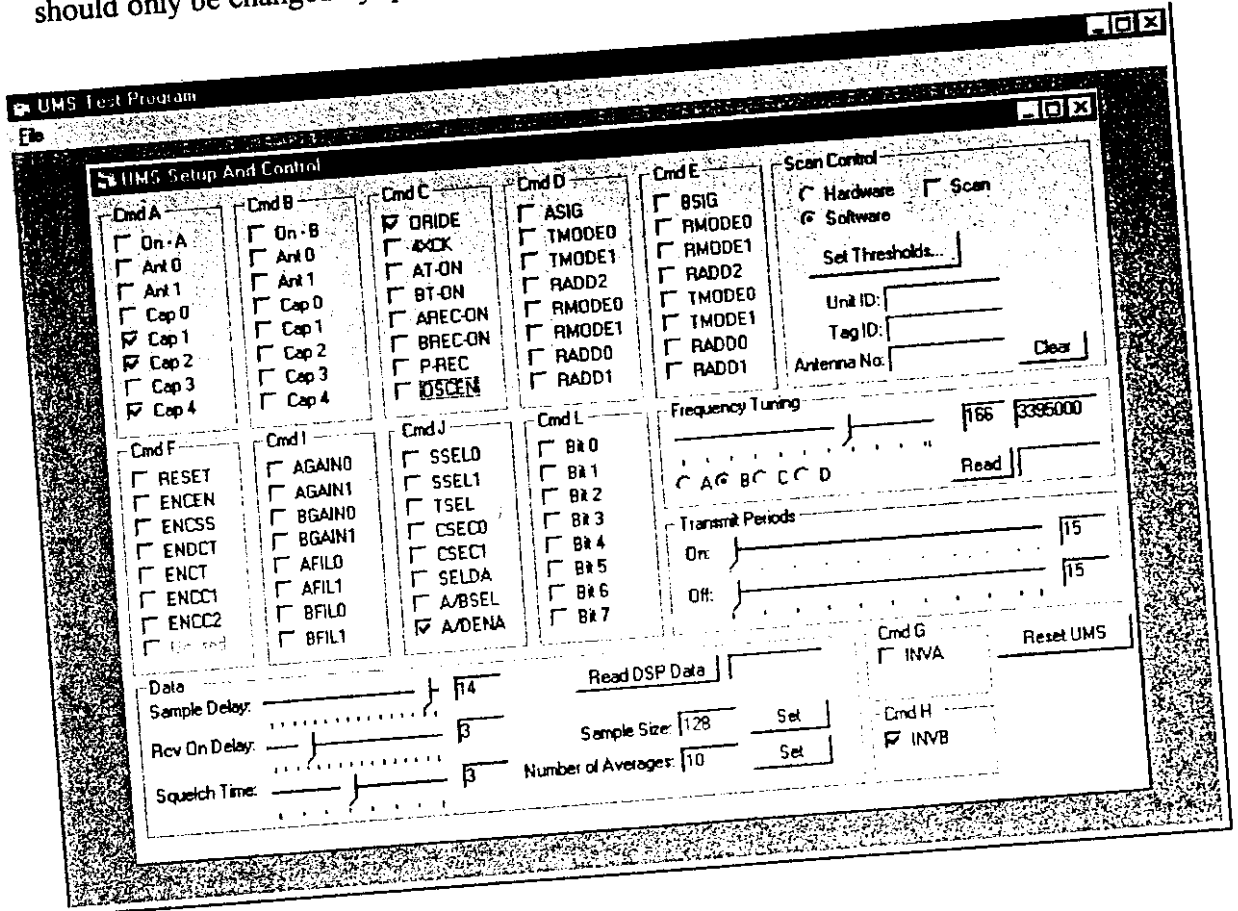 should only be changed by
UMS Test Program
File
UMS Setup And Control
Cmd A
On - A
Ant 0
Ant 1
Cap 0
Cap 1
Cap 2
Cap 3
Cap 4
Cmd B
On - B
Ant 0
Ant 1
Cap 0
Cap 1
Cap 2
Cap 3
Cap 4
Cmd C
ORIDE
4XCK
AT-ON
BT-ON
AREC-ON
BREC-ON
P-REC
OSCEN
Cmd D
ASIG
TMODE0
TMODE1
RADD2
RMODE0
RMODE1
RADD0
RADD1
Cmd E
BSIG
RMODE0
RMODE1
RADD2
TMODE0
TMODE1
RADD0
RADD1
Scan Control
Hardware
Scan
Software
Set Thresholds...
Unit ID:
Tag ID:
Antenna No:
Clear
Cmd F
RESET
ENCEN
ENCSS
ENDCT
ENCT
ENCC1
ENCC2
Cmd I
AGAIN0
AGAIN1
BGAIN0
BGAIN1
AFIL0
AFIL1
BFIL0
BFIL1
Cmd J
SSEL0
SSEL1
TSEL
CSEC0
CSEC1
SELDA
A/BSEL
A/DENA
Cmd L
Bit 0
Bit 1
Bit 2
Bit 3
Bit 4
Bit 5
Bit 6
Bit 7
Frequency Tuning
166
3395000
A B C D
Read
Transmit Periods
On:
15
Off:
15
Data
Sample Delay:
14
Rcv On Delay:
3
Squelch Time:
3
Read DSP Data
Sample Size: 128 Set
Number of Averages: 10 Set
Cmd G
INVA
Cmd H
INVB
Reset UMS